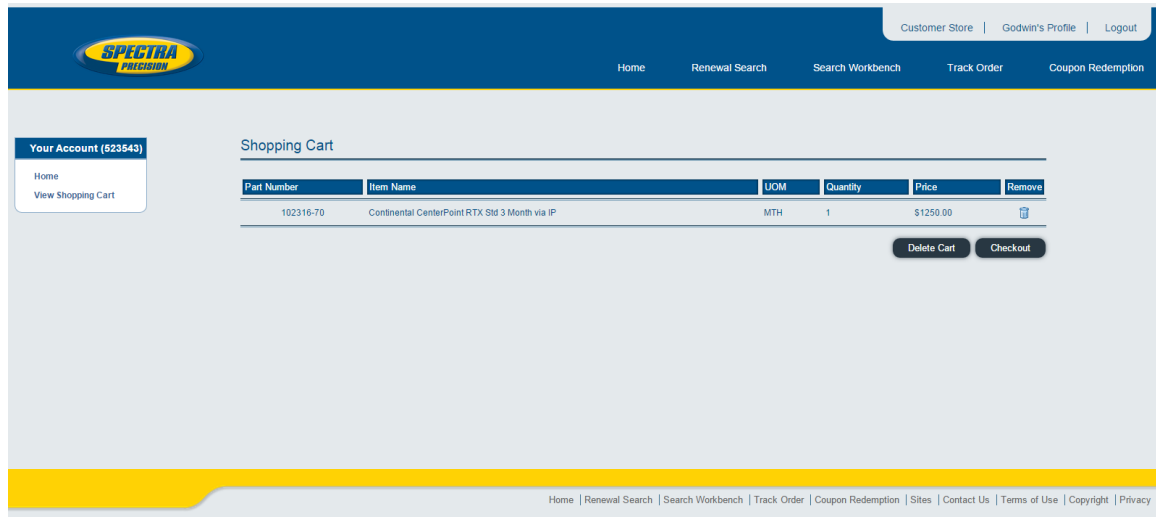 Customer Store | Godwin's Profile | Logout
SPECTRA
PRECISION
Home Renewal Search Search Workbench Track Order Coupon Redemption
Your Account (523543)
Home
View Shopping Cart
Shopping Cart
Part Number Item Name UOM Quantity Price Remove
102316-70 Continental CenterPoint RTX Std 3 Month via IP MTH 1 $1250.00
Delete Cart Checkout
Home | Renewal Search | Search Workbench | Track Order | Coupon Redemption | Sites | Contact Us | Terms of Use | Copyright | Privacy